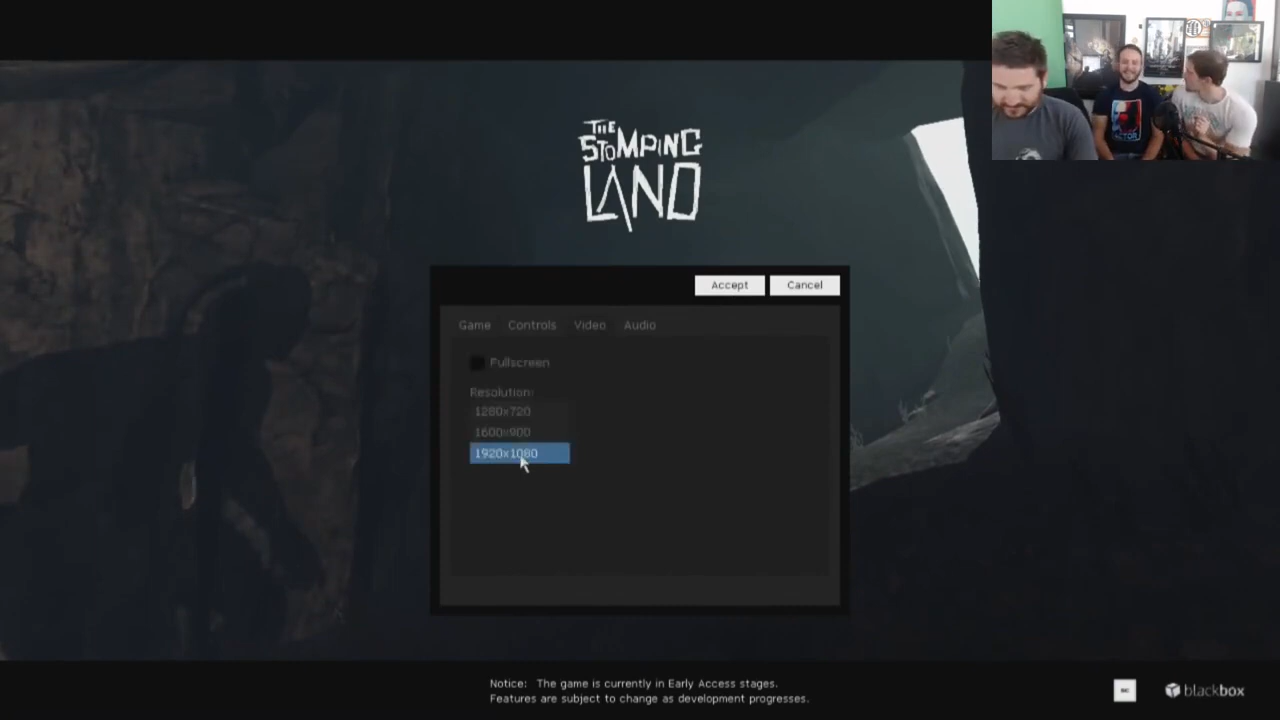 THE
STOMPING
LAND
Accept Cancel
Game Controls Video Audio
Fullscreen
Resolution:
1280x720
1600x900
1920x1080
Notice: The game is currently in Early Access stages.
Features are subject to change as development progresses.
blackbox